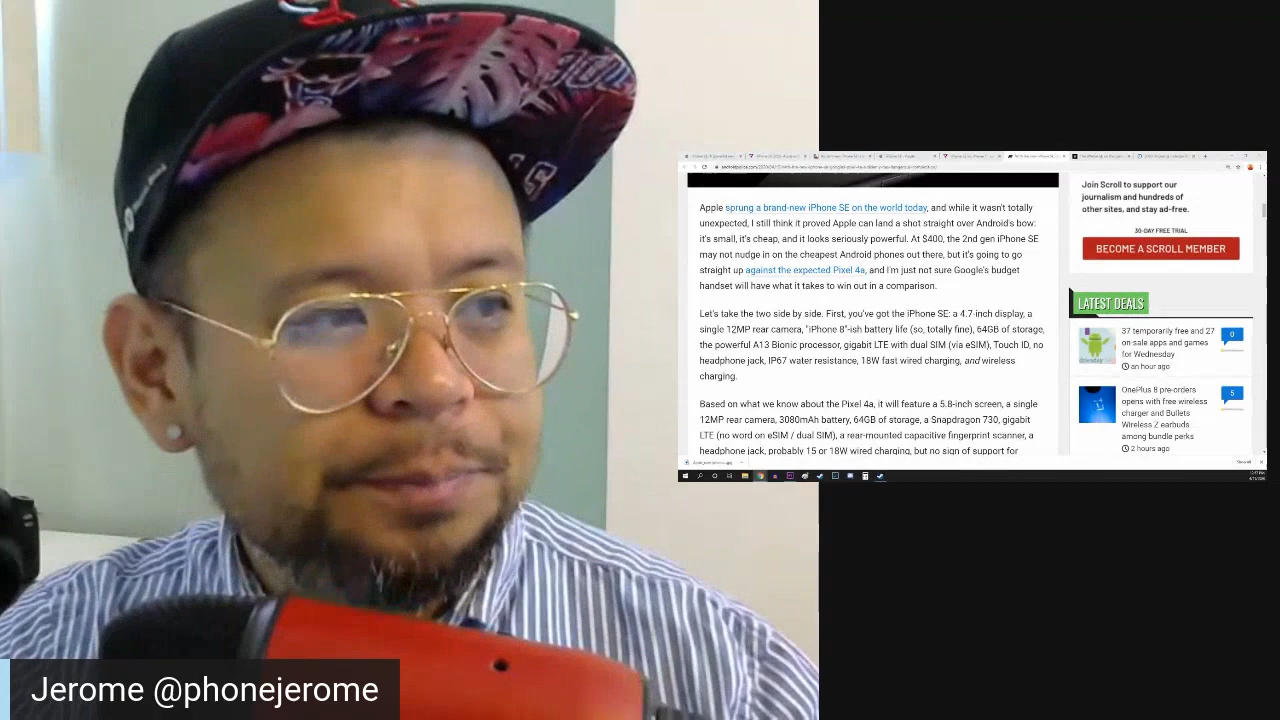 Apple sprung a brand-new iPhone SE on the world today, and while it wasn't totally
unexpected, I still think it proved Apple can land a shot straight over Android's bow:
it's small, it's cheap, and it looks seriously powerful. At $400, the 2nd gen iPhone SE
may not nudge in on the cheapest Android phones out there, but it's going to go
straight up against the expected Pixel 4a, and I'm just not sure Google's budget
handset will have what it takes to win out in a comparison.
Let's take the two side by side. First, you've got the iPhone SE: a 4.7-inch display, a
single 12MP rear camera, "iPhone 8"-ish battery life (so, totally fine), 64GB of storage,
the powerful A13 Bionic processor, gigabit LTE with dual SIM (via eSIM), Touch ID, no
headphone jack, IP67 water resistance, 18W fast wired charging, and wireless
charging.
Based on what we know about the Pixel 4a, it will feature a 5.8-inch screen, a single
12MP rear camera, 3080mAh battery, 64GB of storage, a Snapdragon 730, gigabit
LTE (no word on eSIM / dual SIM), a rear-mounted capacitive fingerprint scanner, a
headphone jack, probably 15 or 18W wired charging, but no sign of support for
Join Scroll to support our
journalism and hundreds of
other sites, and stay ad-free.
30-DAY FREE TRIAL
BECOME A SCROLL MEMBER
LATEST DEALS
37 temporarily free and 27
on-sale apps and games
for Wednesday
an hour ago
0
OnePlus 8 pre-orders
opens with free wireless
charger and Bullets
Wireless Z earbuds
among bundle perks
2 hours ago
5
Jerome @phonejerome